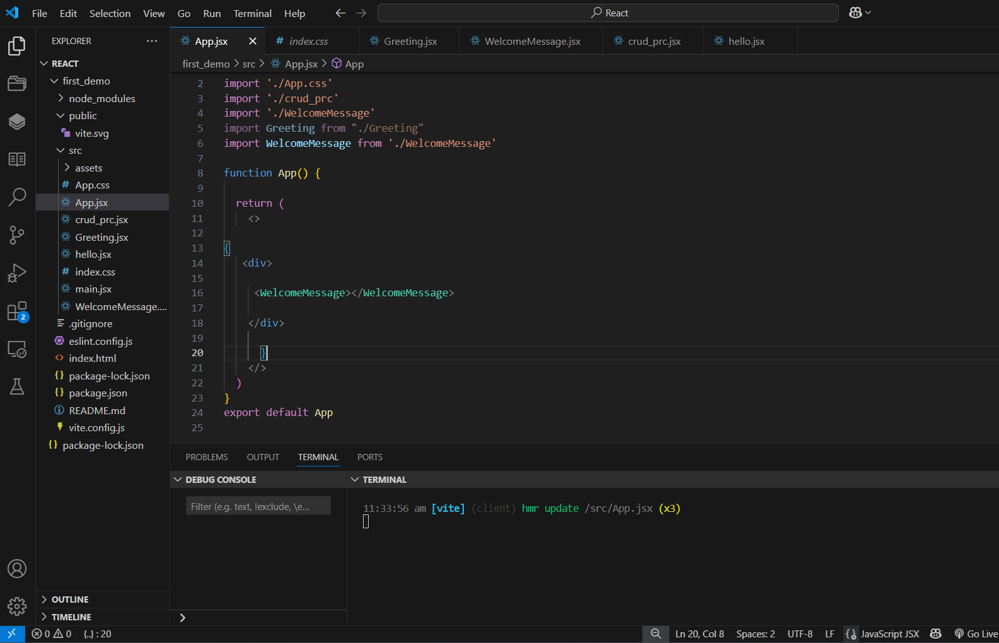 File Edit Selection View Go Run Terminal Help
React
EXPLORER
REACT
first_demo
node_modules
public
vite.svg
src
assets
App.css
App.jsx
crud_prc.jsx
Greeting.jsx
hello.jsx
index.css
main.jsx
WelcomeMessage....
.gitignore
eslint.config.js
index.html
package-lock.json
package.json
README.md
vite.config.js
package-lock.json
OUTLINE
TIMELINE
2
App.jsx index.css Greeting.jsx WelcomeMessage.jsx crud_prc.jsx hello.jsx
first_demo > src > App.jsx > App
2 import './App.css'
3 import './crud_prc'
4 import './WelcomeMessage'
5 import Greeting from "./Greeting"
6 import WelcomeMessage from './WelcomeMessage'
7
8 function App() {
9
10 return (
11 <>
12
13 {
14 <div>
15
16 <WelcomeMessage></WelcomeMessage>
17
18 </div>
19
20 }
21 </>
22 )
23 }
24 export default App
25
PROBLEMS OUTPUT TERMINAL PORTS
DEBUG CONSOLE
Filter (e.g. text, !exclude, \e...
TERMINAL
11:33:56 am [vite] (client) hmr update /src/App.jsx (x3)
0 0 {..} : 20
Ln 20, Col 8 Spaces: 2 UTF-8 LF JavaScript JSX Go Live